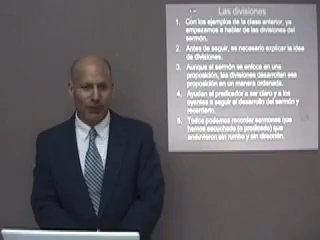 Las divisiones
1. Con los ejemplos de la clase anterior, ya
empezamos a hablar de las divisiones del
sermón.
2. Antes de seguir, es necesario explicar la idea
de divisiones.
3. Aunque el sermón se enfoca en una
proposición, las divisiones desarrollan esa
proposición en una manera ordenada.
4. Ayudan al predicador a ser claro y a los
oyentes a seguir el desarrollo del sermón y
recordarlo.
5. Todos podemos recordar sermones que
hemos escuchado (o predicado) que
anduvieron sin rumbo y sin dirección.